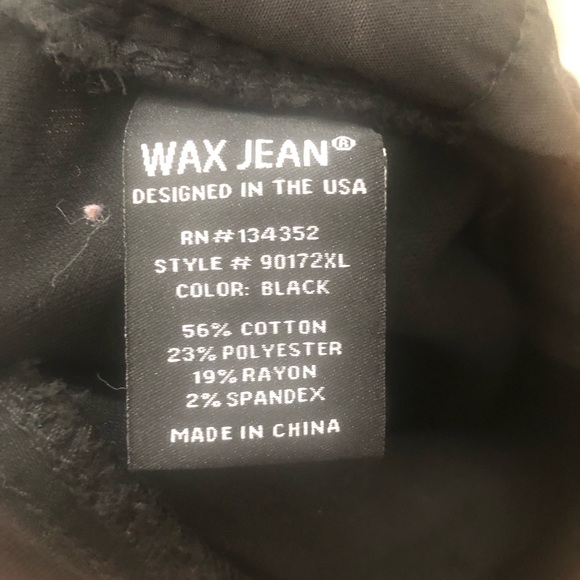 WAX JEAN®
DESIGNED IN THE USA
RN#134352
STYLE # 90172XL
COLOR: BLACK
56% COTTON
23% POLYESTER
19% RAYON
2% SPANDEX
MADE IN CHINA